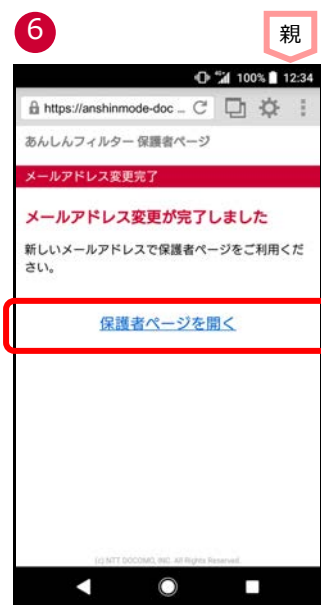 6
親
100% 12:34
https://anshinmode-doc ...
あんしんフィルター 保護者ページ
メールアドレス変更完了
メールアドレス変更が完了しました
新しいメールアドレスで保護者ページをご利用くだ
さい。
保護者ページを開く
(c) NTT DOCOMO, INC. All Rights Reserved.